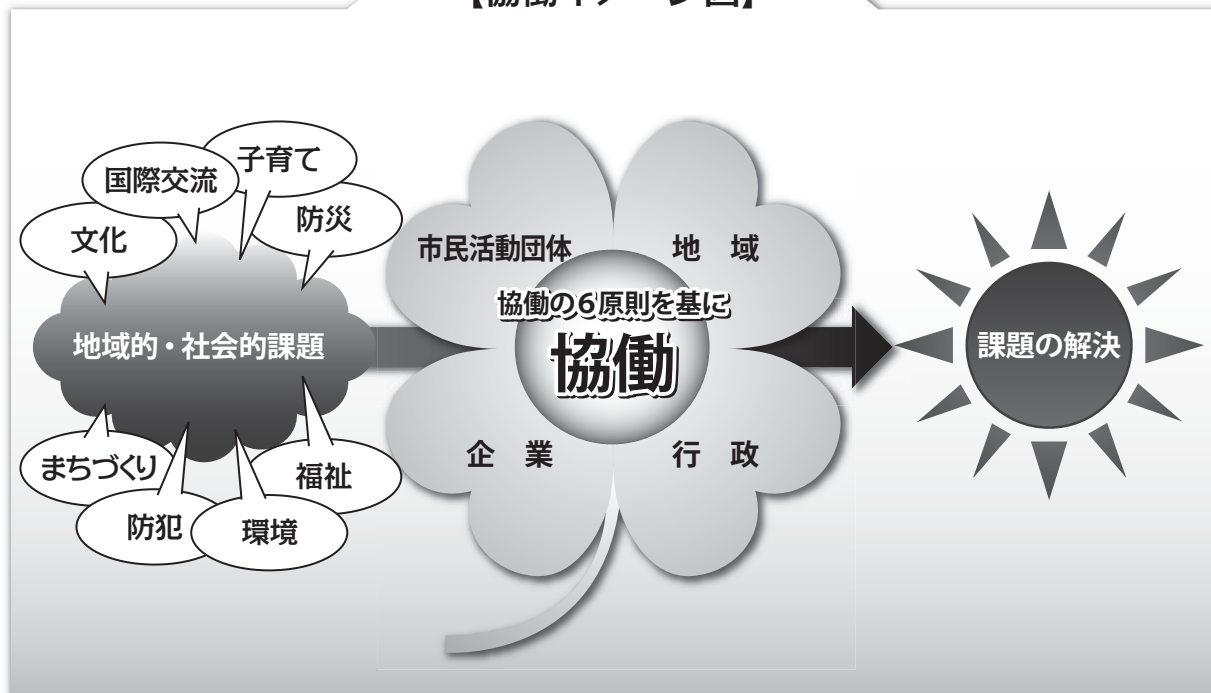 【協働イメージ図】
子育て
国際交流
防災
文化
地域的・社会的課題
まちづくり
福祉
防犯
環境
市民活動団体
地 域
協働の6原則を基に
協働
企 業
行 政
課題の解決